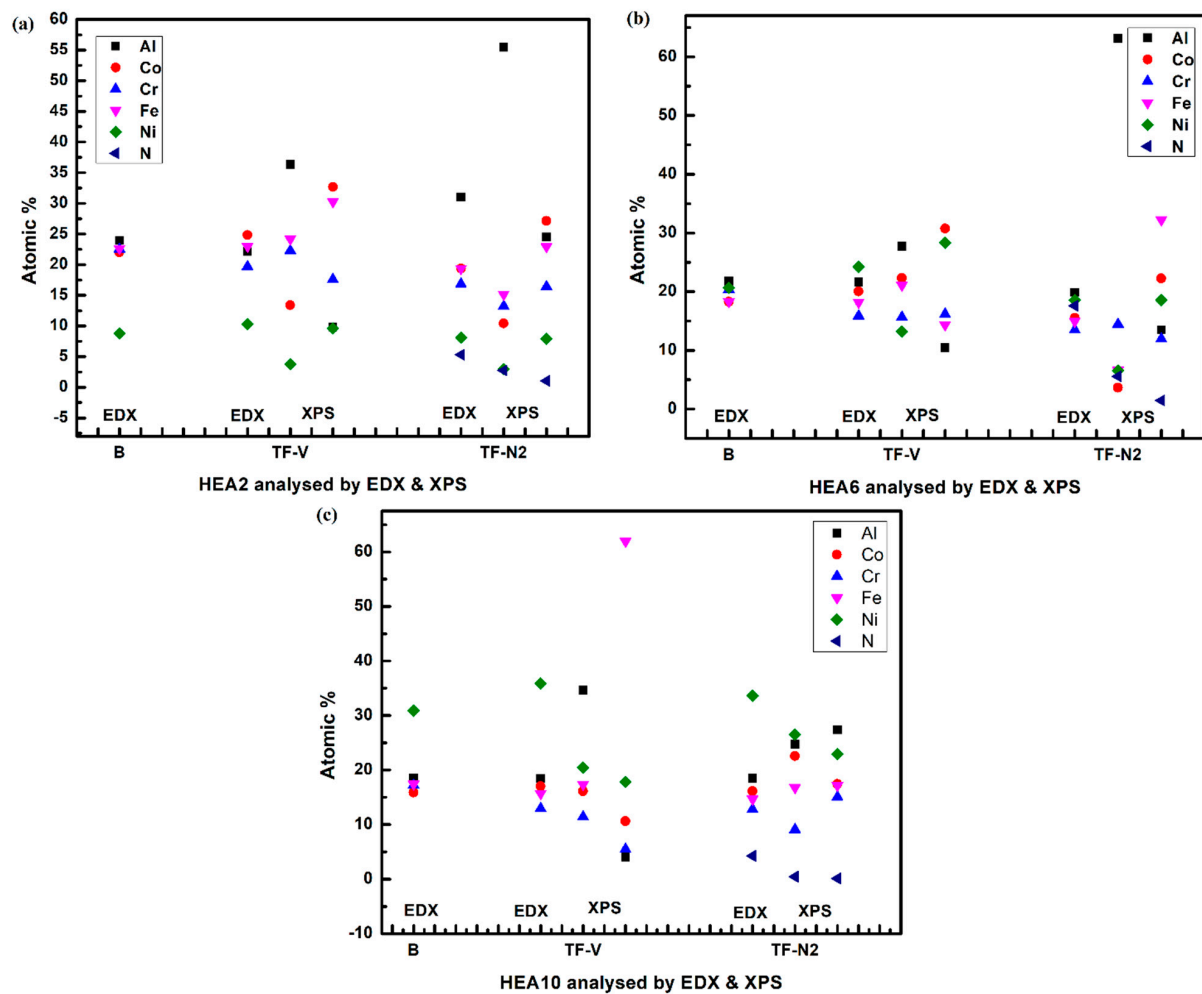 (a)
60
55
50
45
40
35
30
25
20
15
10
5
0
-5
Atomic %
Al
Co
Cr
Fe
Ni
N
EDX EDX XPS EDX XPS
B TF-V TF-N2
HEA2 analysed by EDX & XPS
(b)
60
50
40
30
20
10
0
Atomic %
Al
Co
Cr
Fe
Ni
N
EDX EDX XPS EDX XPS
B TF-V TF-N2
HEA6 analysed by EDX & XPS
(c)
60
50
40
30
20
10
0
-10
Atomic %
Al
Co
Cr
Fe
Ni
N
EDX EDX XPS EDX XPS
B TF-V TF-N2
HEA10 analysed by EDX & XPS